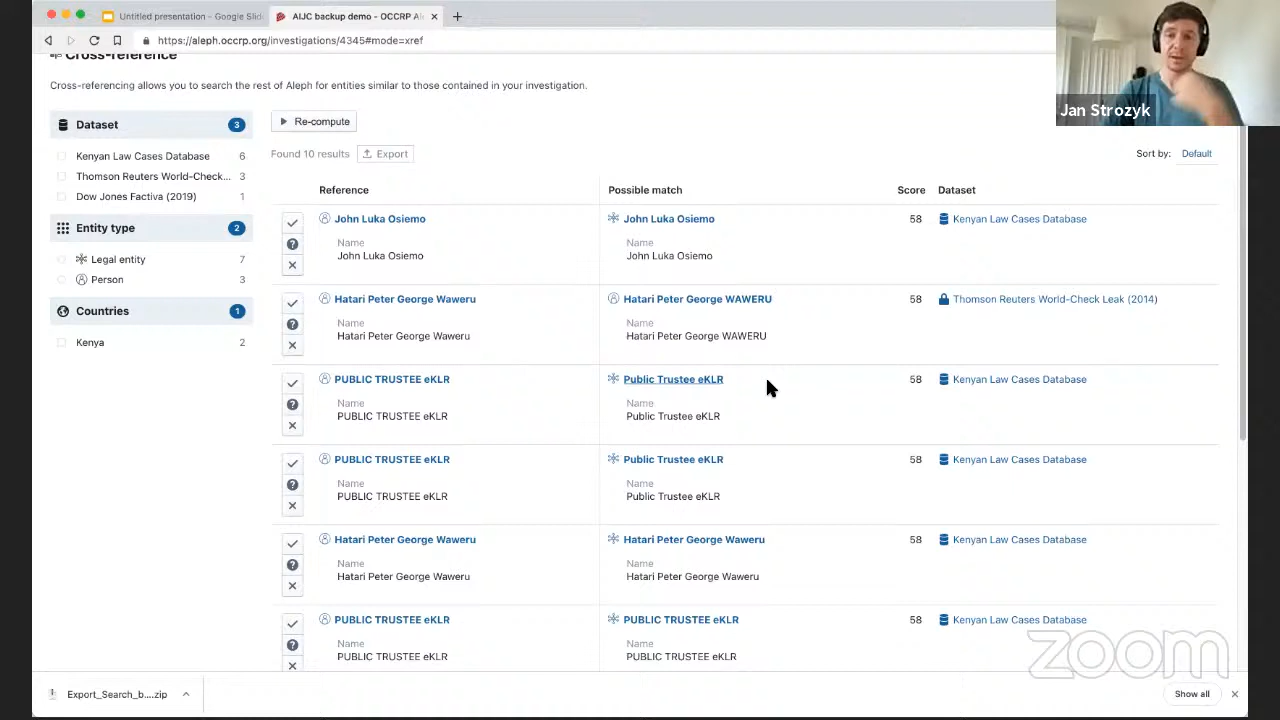 Untitled presentation – Google Slid
AIJC backup demo - OCCRP Al
https://aleph.occrp.org/investigations/4345#mode=xref
Jan Strozyk
Cross-reference
Cross-referencing allows you to search the rest of Aleph for entities similar to those contained in your investigation.
Dataset 3
Kenyan Law Cases Database 6
Thomson Reuters World-Check... 3
Dow Jones Factiva (2019) 1
Entity type 2
Legal entity 7
Person 3
Countries 1
Kenya 2
Re-compute
Found 10 results Export
Sort by: Default
Reference Possible match Score Dataset
John Luka Osiemo John Luka Osiemo 58 Kenyan Law Cases Database
Name Name
John Luka Osiemo John Luka Osiemo
Hatari Peter George Waweru Hatari Peter George WAWERU 58 Thomson Reuters World-Check Leak (2014)
Name Name
Hatari Peter George Waweru Hatari Peter George WAWERU
PUBLIC TRUSTEE eKLR Public Trustee eKLR 58 Kenyan Law Cases Database
Name Name
PUBLIC TRUSTEE eKLR Public Trustee eKLR
PUBLIC TRUSTEE eKLR Public Trustee eKLR 58 Kenyan Law Cases Database
Name Name
PUBLIC TRUSTEE eKLR Public Trustee eKLR
Hatari Peter George Waweru Hatari Peter George Waweru 58 Kenyan Law Cases Database
Name Name
Hatari Peter George Waweru Hatari Peter George Waweru
PUBLIC TRUSTEE eKLR PUBLIC TRUSTEE eKLR 58 Kenyan Law Cases Database
Name Name
PUBLIC TRUSTEE eKLR PUBLIC TRUSTEE eKLR
zoom
Export_Search_b....zip
Show all